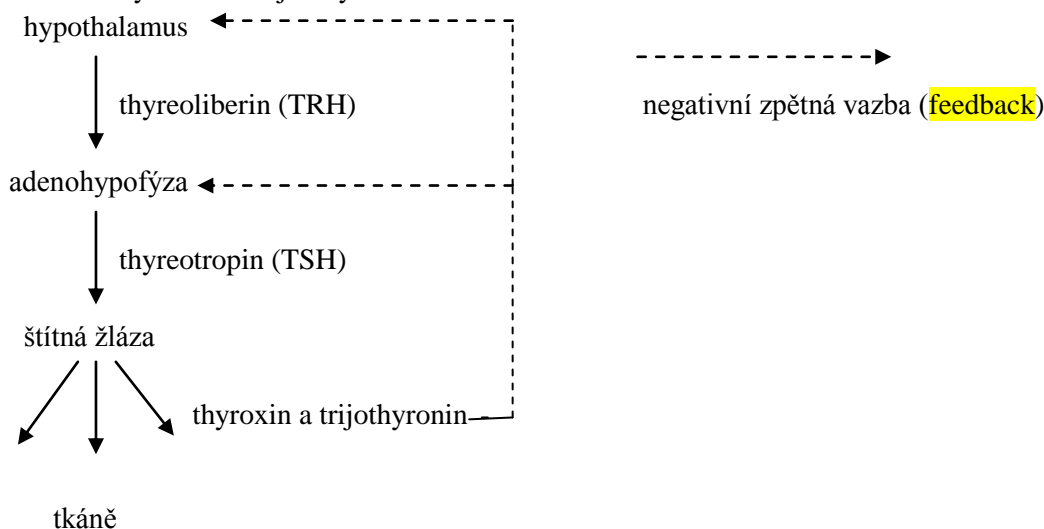 hypothalamus
thyreoliberin (TRH)
negativní zpětná vazba (feedback)
adenohypofýza
thyreotropin (TSH)
štítná žláza
thyroxin a trijothyronin
tkáně